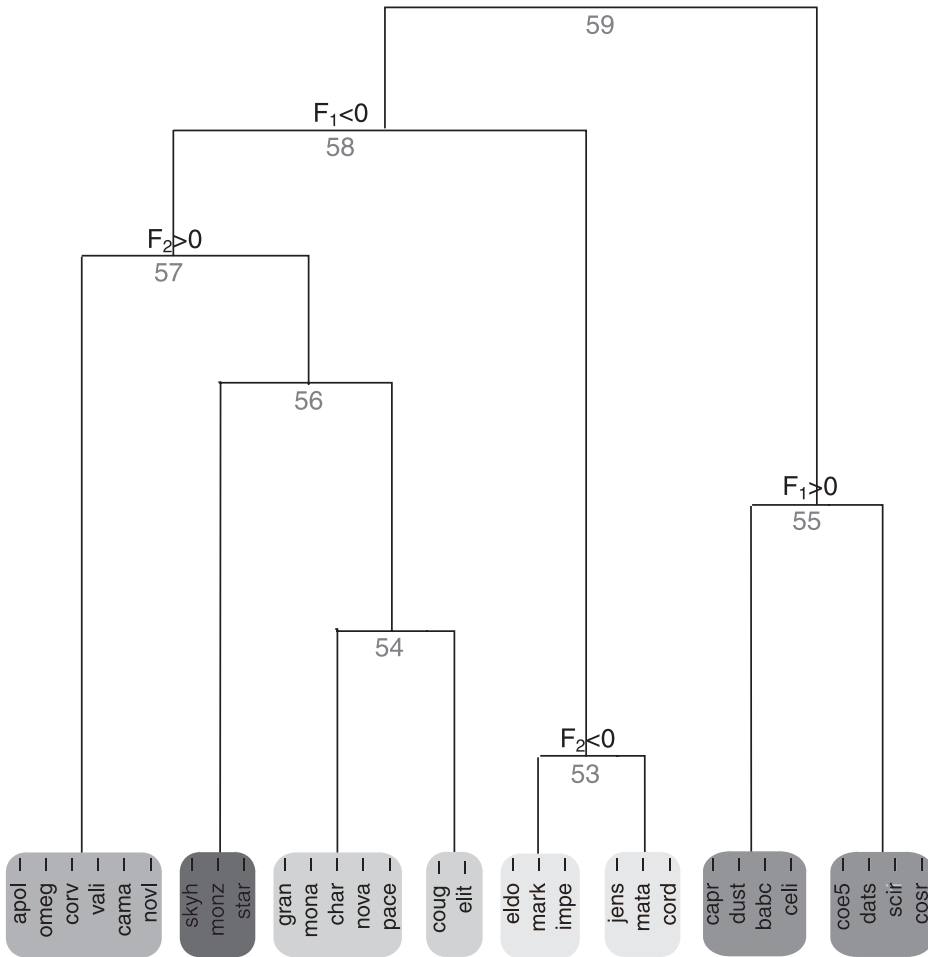 59
F₁<0
58
F₂>0
57
56
F₁>0
55
54
F₂<0
53
apol
omeg
corv
vali
cama
novl
skyh
monz
star
gran
mona
char
nova
pace
coug
elit
eldo
mark
impe
jens
mata
cord
capr
dust
babc
celi
coe5
dats
scir
cosr